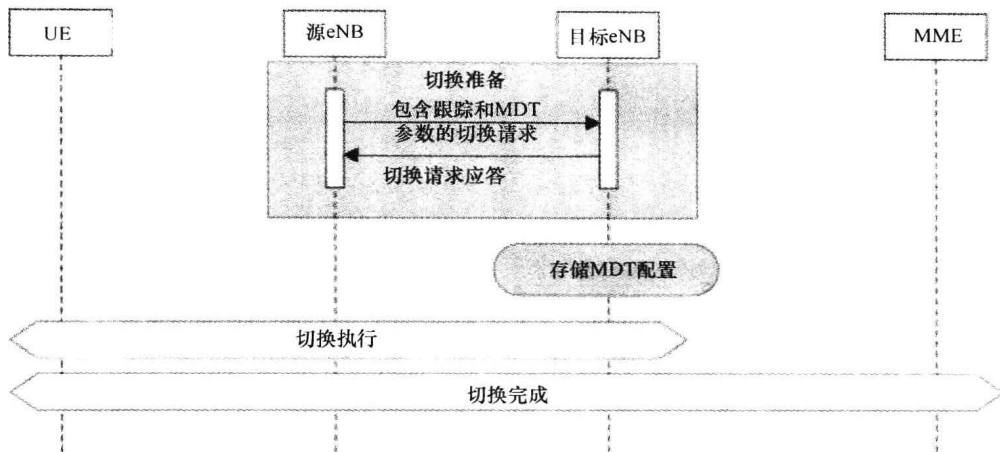 UE
源eNB
目标eNB
MME
切换准备
包含跟踪和MDT
参数的切换请求
切换请求应答
存储MDT配置
切换执行
切换完成